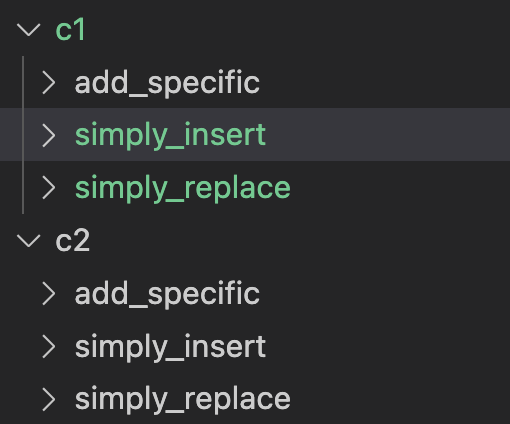 c1
add_specific
simply_insert
simply_replace
c2
add_specific
simply_insert
simply_replace